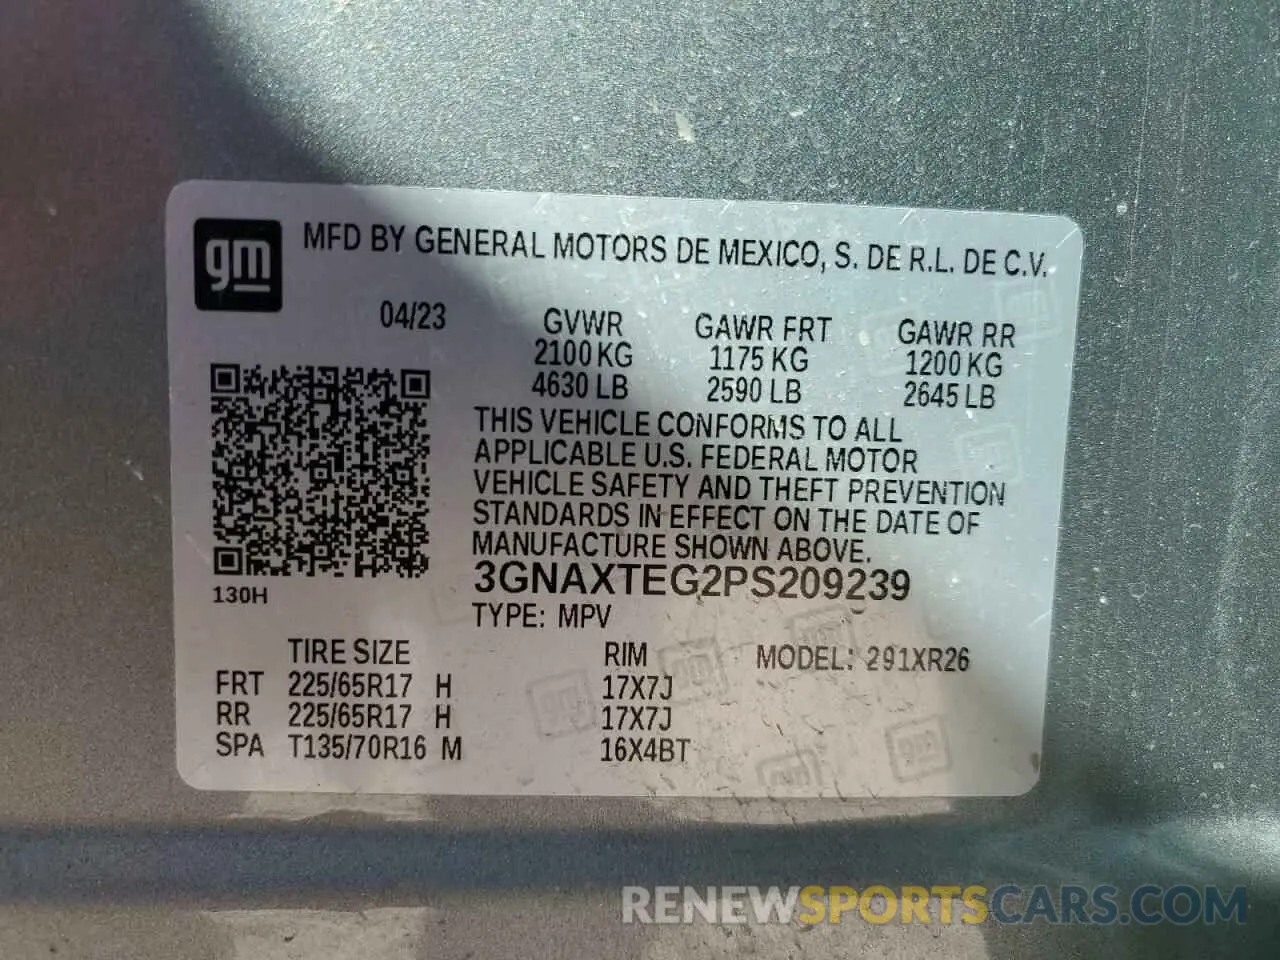 gm
MFD BY GENERAL MOTORS DE MEXICO, S. DE R.L. DE C.V.
04/23 GVWR GAWR FRT GAWR RR
2100 KG 1175 KG 1200 KG
4630 LB 2590 LB 2645 LB
THIS VEHICLE CONFORMS TO ALL
APPLICABLE U.S. FEDERAL MOTOR
VEHICLE SAFETY AND THEFT PREVENTION
STANDARDS IN EFFECT ON THE DATE OF
MANUFACTURE SHOWN ABOVE.
3GNAXTEG2PS209239
130H
TYPE: MPV
TIRE SIZE RIM MODEL: 291XR26
FRT 225/65R17 H 17X7J
RR 225/65R17 H 17X7J
SPA T135/70R16 M 16X4BT
RENEWSPORTSCARS.COM